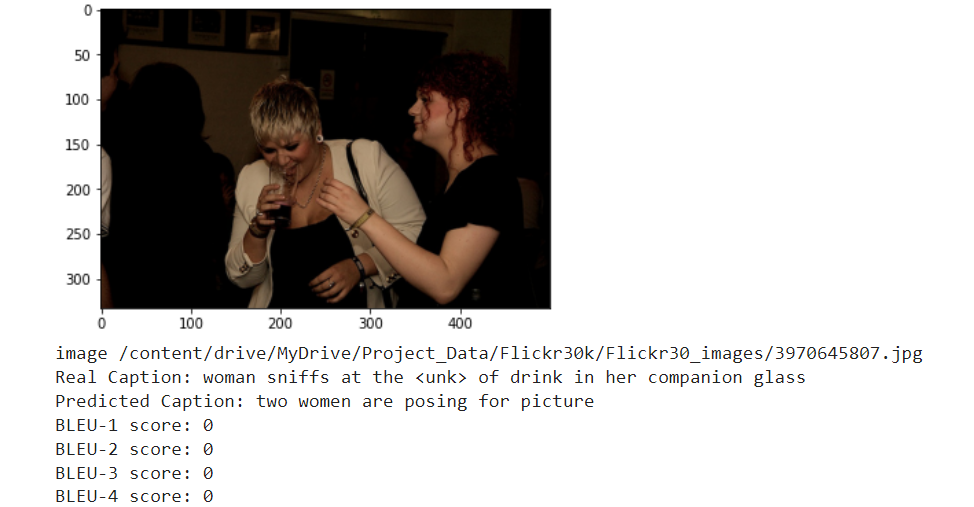 0
50
100
150
200
250
300
0 100 200 300 400
image /content/drive/MyDrive/Project_Data/Flickr30k/Flickr30_images/3970645807.jpg
Real Caption: woman sniffs at the <unk> of drink in her companion glass
Predicted Caption: two women are posing for picture
BLEU-1 score: 0
BLEU-2 score: 0
BLEU-3 score: 0
BLEU-4 score: 0